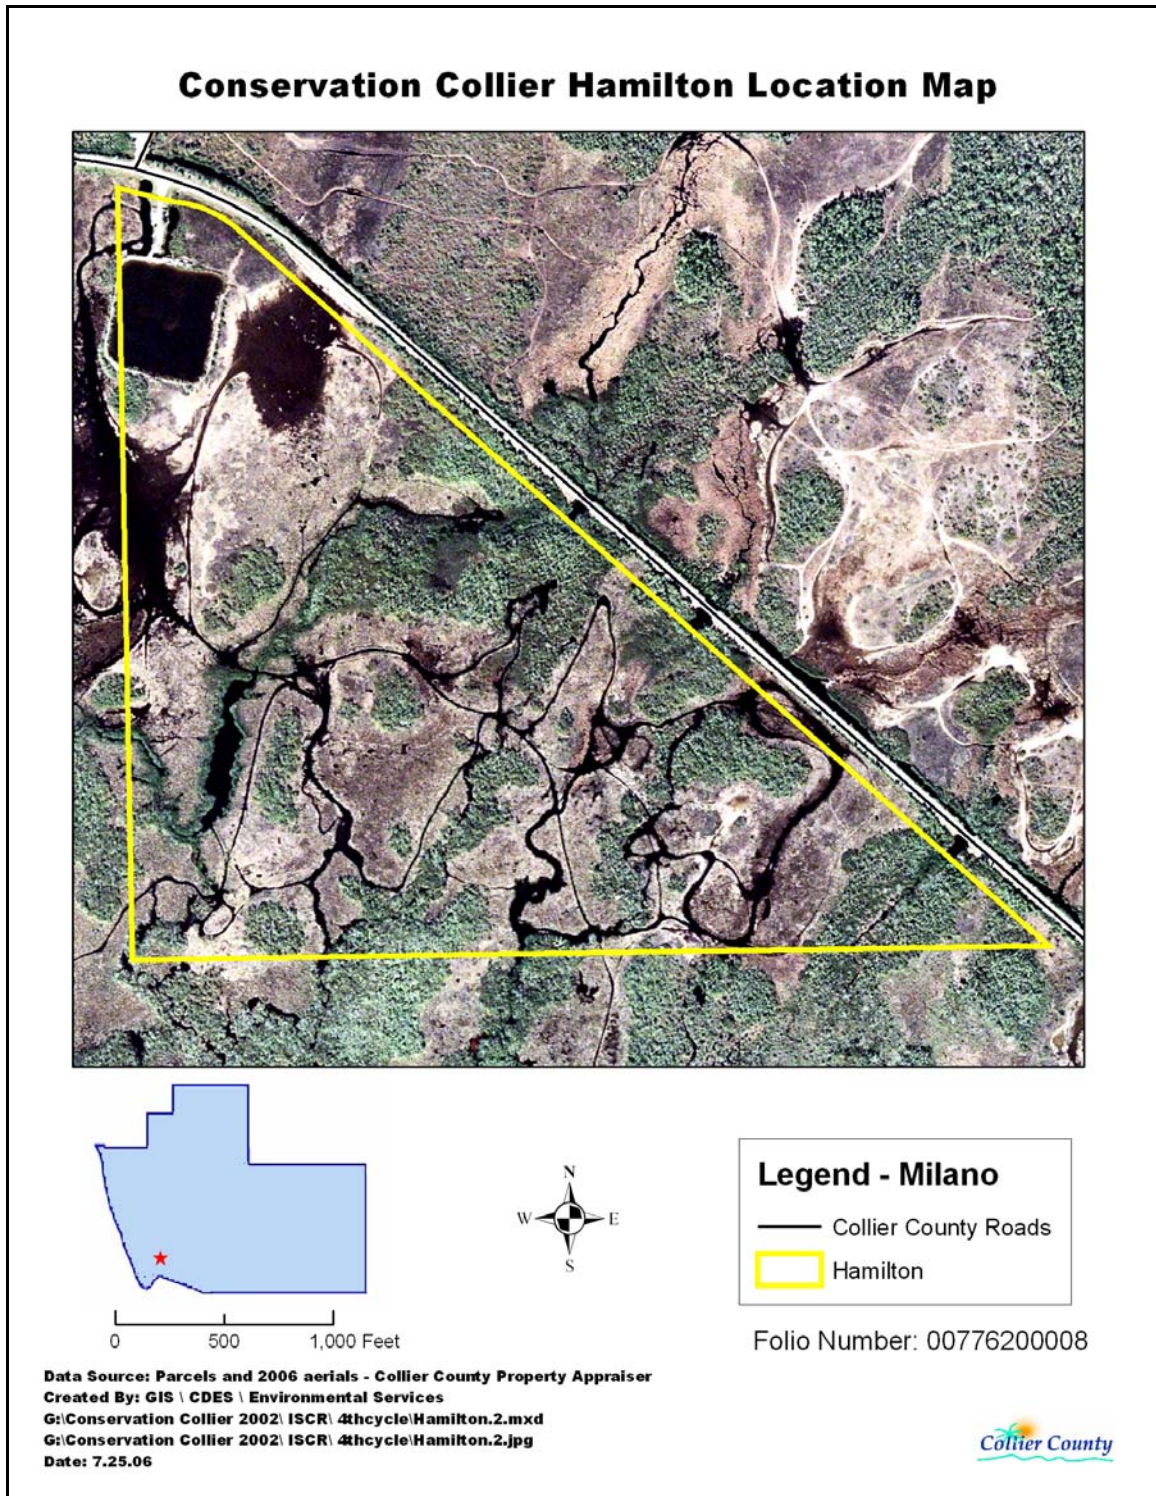 Conservation Collier Hamilton Location Map
N
W E
S
Legend - Milano
Collier County Roads
Hamilton
0 500 1,000 Feet
Folio Number: 00776200008
Data Source: Parcels and 2006 aerials - Collier County Property Appraiser
Created By: GIS \ CDES \ Environmental Services
G:\Conservation Collier 2002\ ISCR\ 4thcycle\Hamilton.2.mxd
G:\Conservation Collier 2002\ ISCR\ 4thcycle\Hamilton.2.jpg
Date: 7.25.06
Collier County